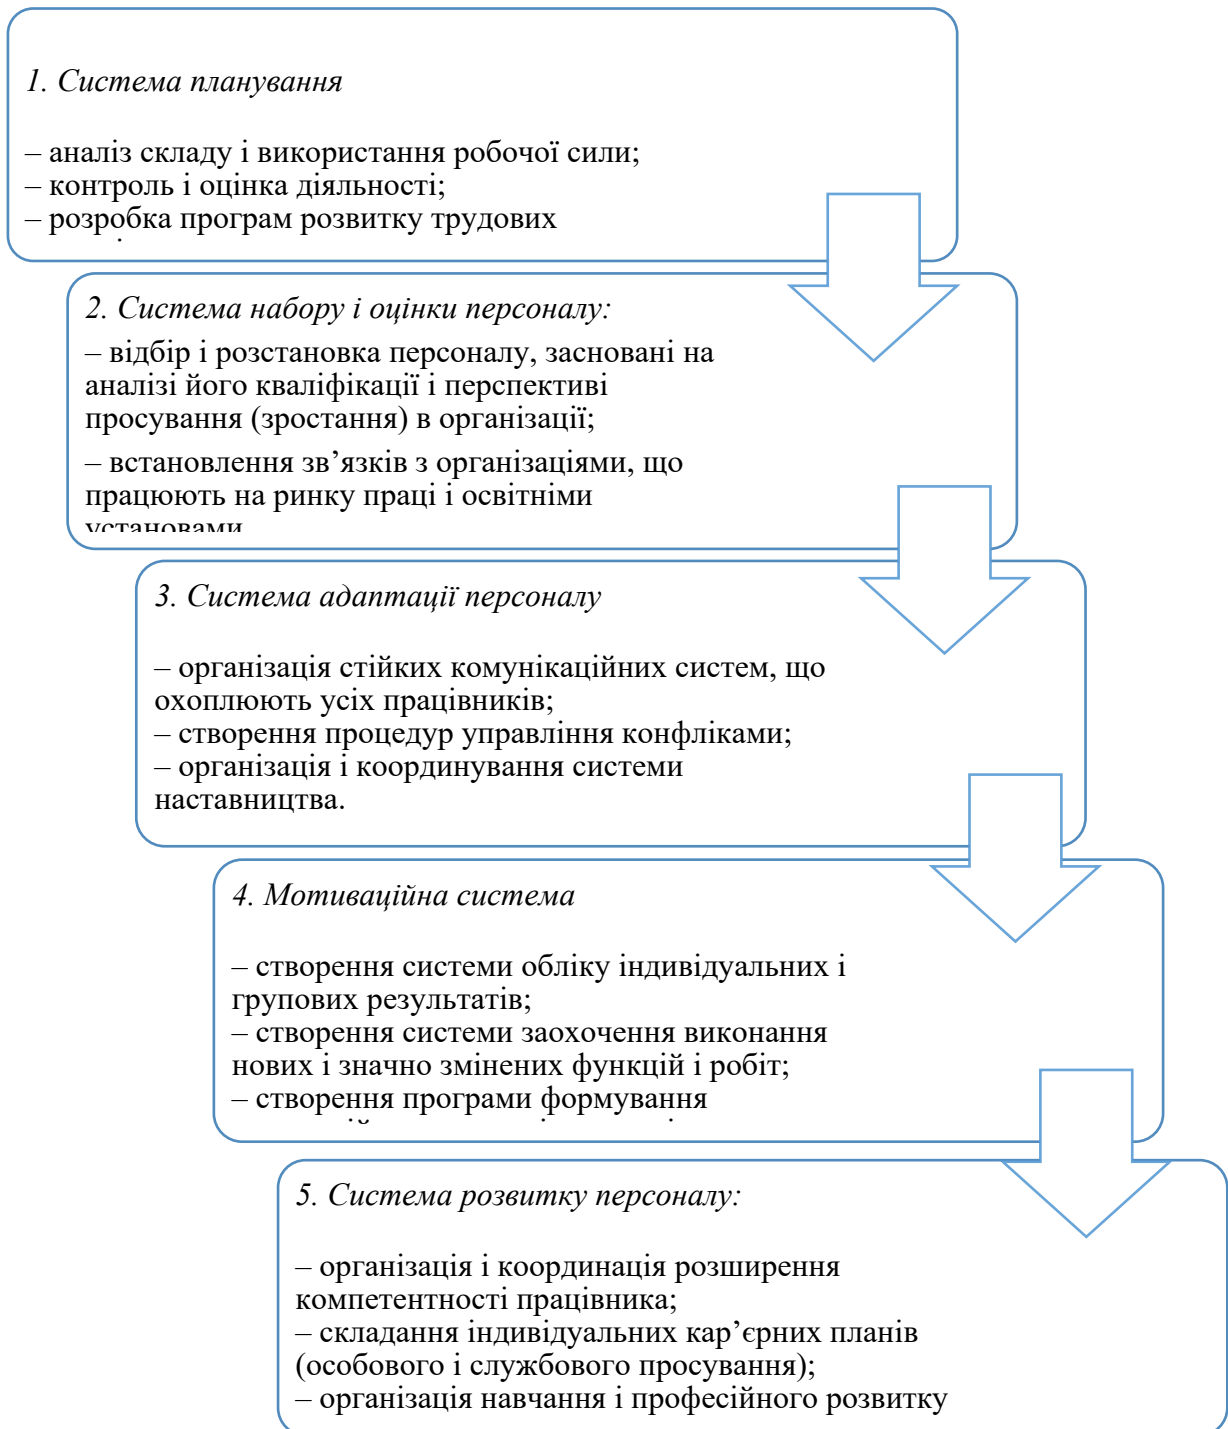 1. Система планування
– аналіз складу і використання робочої сили;
– контроль і оцінка діяльності;
– розробка програм розвитку трудових
2. Система набору і оцінки персоналу:
– відбір і розстановка персоналу, засновані на
аналізі його кваліфікації і перспективі
просування (зростання) в організації;
– встановлення зв’язків з організаціями, що
працюють на ринку праці і освітніми
установами
3. Система адаптації персоналу
– організація стійких комунікаційних систем, що
охоплюють усіх працівників;
– створення процедур управління конфліками;
– організація і координування системи
наставництва.
4. Мотиваційна система
– створення системи обліку індивідуальних і
групових результатів;
– створення системи заохочення виконання
нових і значно змінених функцій і робіт;
– створення програми формування
5. Система розвитку персоналу:
– організація і координація розширення
компетентності працівника;
– складання індивідуальних кар’єрних планів
(особового і службового просування);
– організація навчання і професійного розвитку